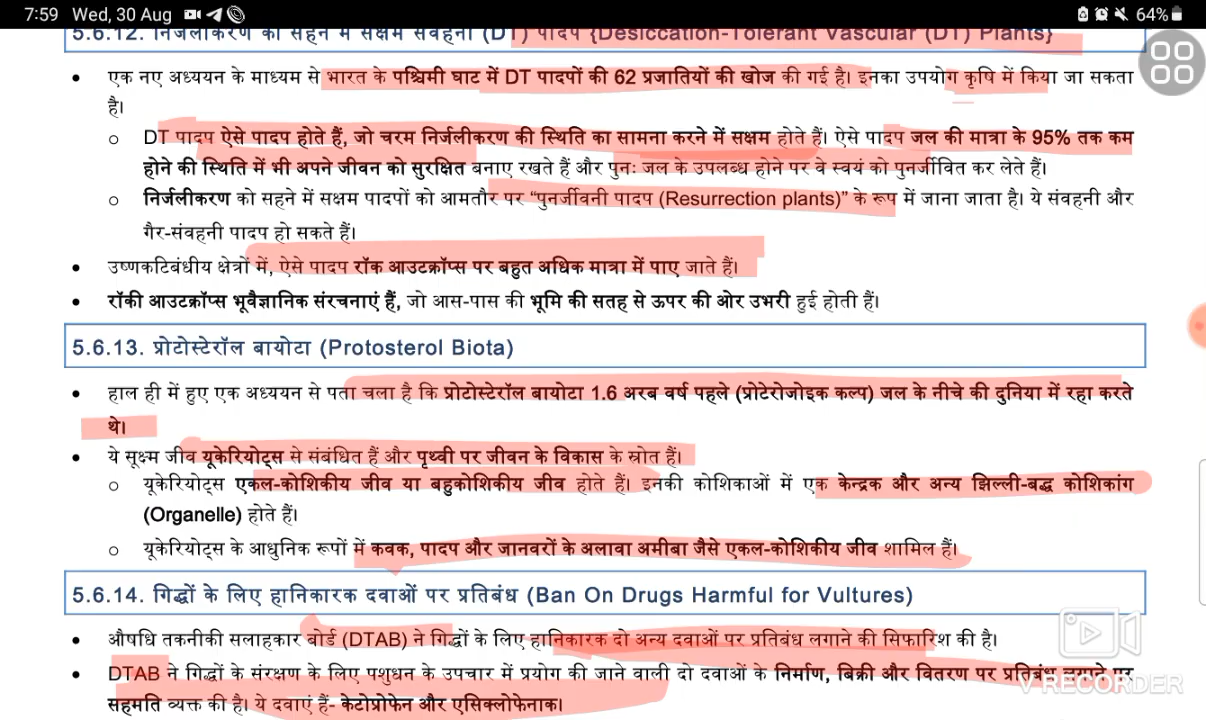 7:59 Wed, 30 Aug 64%
5.6.12. निर्जलीकरण को सहने में सक्षम संवहनी (DT) पादप {Desiccation-Tolerant Vascular (DT) Plants}
• एक नए अध्ययन के माध्यम से भारत के पश्चिमी घाट में DT पादपों की 62 प्रजातियों की खोज की गई है। इनका उपयोग कृषि में किया जा सकता
है।
o DT पादप ऐसे पादप होते हैं, जो चरम निर्जलीकरण की स्थिति का सामना करने में सक्षम होते हैं। ऐसे पादप जल की मात्रा के 95% तक कम
होने की स्थिति में भी अपने जीवन को सुरक्षित बनाए रखते हैं और पुनः जल के उपलब्ध होने पर वे स्वयं को पुनर्जीवित कर लेते हैं।
o निर्जलीकरण को सहने में सक्षम पादपों को आमतौर पर "पुनर्जीवनी पादप (Resurrection plants)" के रूप में जाना जाता है। ये संवहनी और
गैर-संवहनी पादप हो सकते हैं।
• उष्णकटिबंधीय क्षेत्रों में, ऐसे पादप रॉक आउटक्रॉप्स पर बहुत अधिक मात्रा में पाए जाते हैं।
• रॉकी आउटक्रॉप्स भूवैज्ञानिक संरचनाएं हैं, जो आस-पास की भूमि की सतह से ऊपर की ओर उभरी हुई होती हैं।
5.6.13. प्रोटोस्टेरॉल बायोटा (Protosterol Biota)
• हाल ही में हुए एक अध्ययन से पता चला है कि प्रोटोस्टेरॉल बायोटा 1.6 अरब वर्ष पहले (प्रोटेरोजोइक कल्प) जल के नीचे की दुनिया में रहा करते
थे।
• ये सूक्ष्म जीव यूकेरियोट्स से संबंधित हैं और पृथ्वी पर जीवन के विकास के स्रोत हैं।
o यूकेरियोट्स एकल-कोशिकीय जीव या बहुकोशिकीय जीव होते हैं। इनकी कोशिकाओं में एक केन्द्रक और अन्य झिल्ली-बद्ध कोशिकांग
(Organelle) होते हैं।
o यूकेरियोट्स के आधुनिक रूपों में कवक, पादप और जानवरों के अलावा अमीबा जैसे एकल-कोशिकीय जीव शामिल हैं।
5.6.14. गिद्धों के लिए हानिकारक दवाओं पर प्रतिबंध (Ban On Drugs Harmful for Vultures)
• औषधि तकनीकी सलाहकार बोर्ड (DTAB) ने गिद्धों के लिए हानिकारक दो अन्य दवाओं पर प्रतिबंध लगाने की सिफारिश की है।
• DTAB ने गिद्धों के संरक्षण के लिए पशुधन के उपचार में प्रयोग की जाने वाली दो दवाओं के निर्माण, बिक्री और वितरण पर प्रतिबंध लगाने पर
सहमति व्यक्त की है। ये दवाएं हैं- केटोप्रोफेन और एसिक्लोफेनाक।
V RECORDER